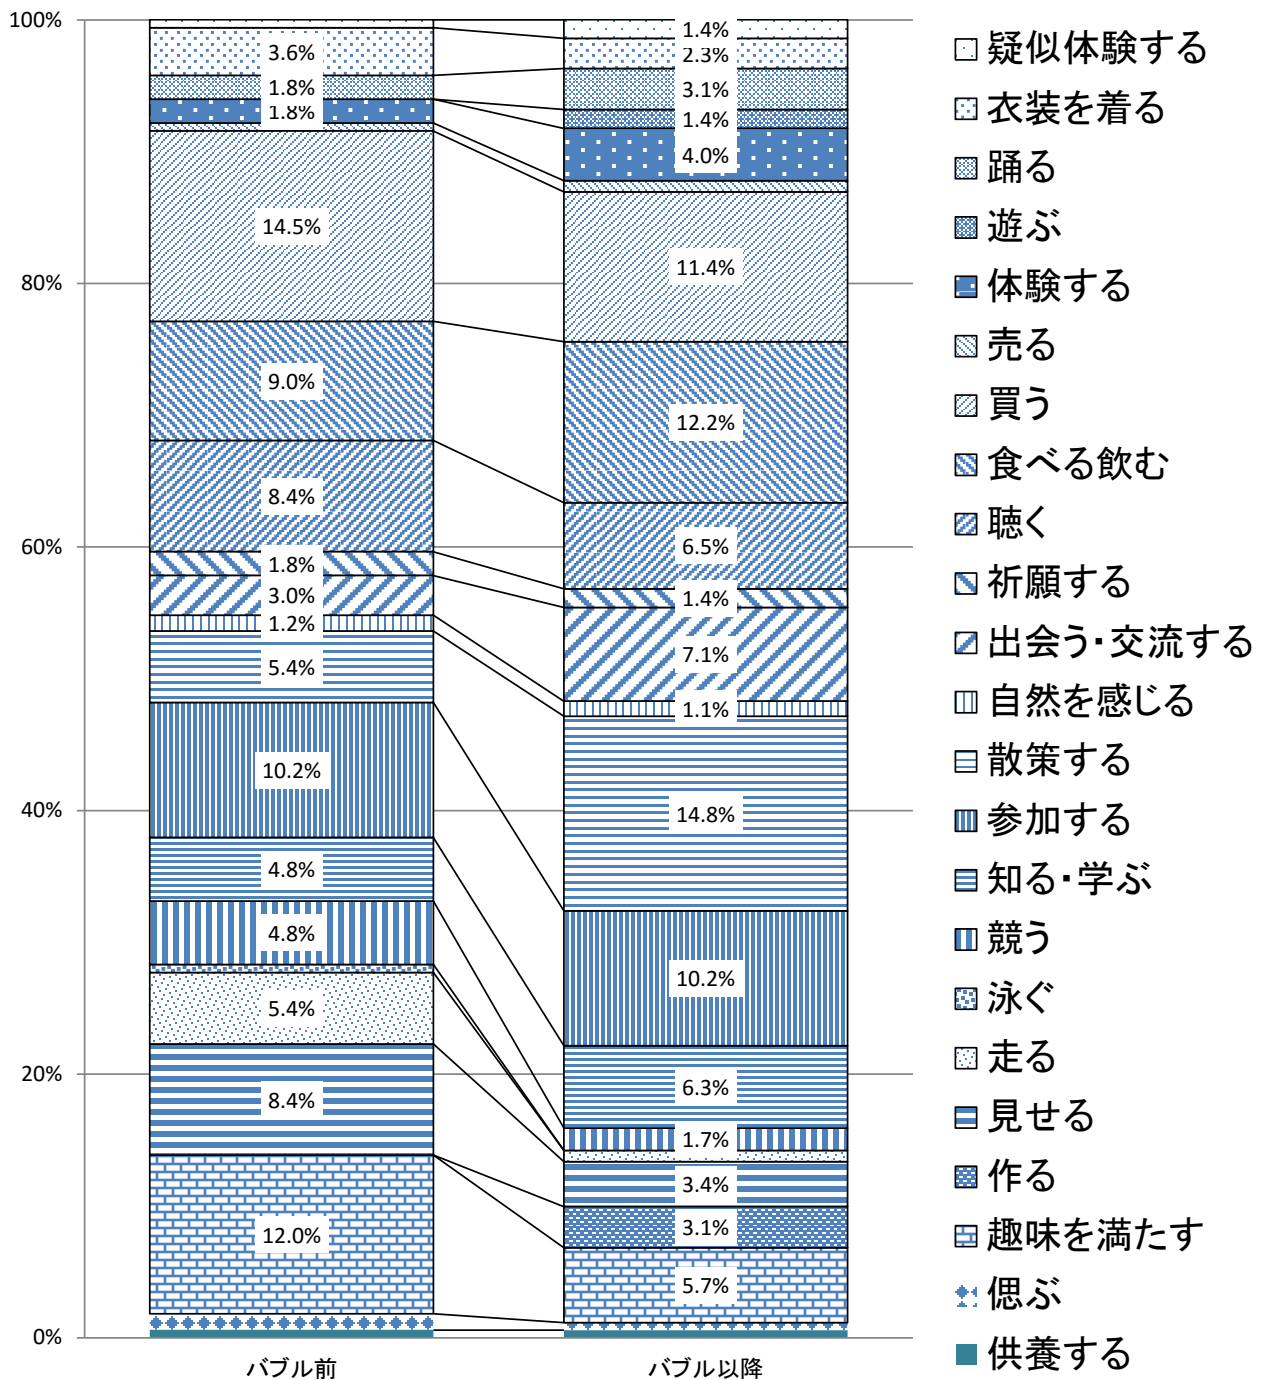 100%
80%
60%
40%
20%
0%
3.6%
1.8%
1.8%
14.5%
9.0%
8.4%
1.8%
3.0%
1.2%
5.4%
10.2%
4.8%
4.8%
5.4%
8.4%
12.0%
バブル前
1.4%
2.3%
3.1%
1.4%
4.0%
11.4%
12.2%
6.5%
1.4%
7.1%
1.1%
14.8%
10.2%
6.3%
1.7%
3.4%
3.1%
5.7%
バブル以降
疑似体験する
衣装を着る
踊る
遊ぶ
体験する
売る
買う
食べる飲む
聴く
祈願する
出会う・交流する
自然を感じる
散策する
参加する
知る・学ぶ
競う
泳ぐ
走る
見せる
作る
趣味を満たす
偲ぶ
供養する